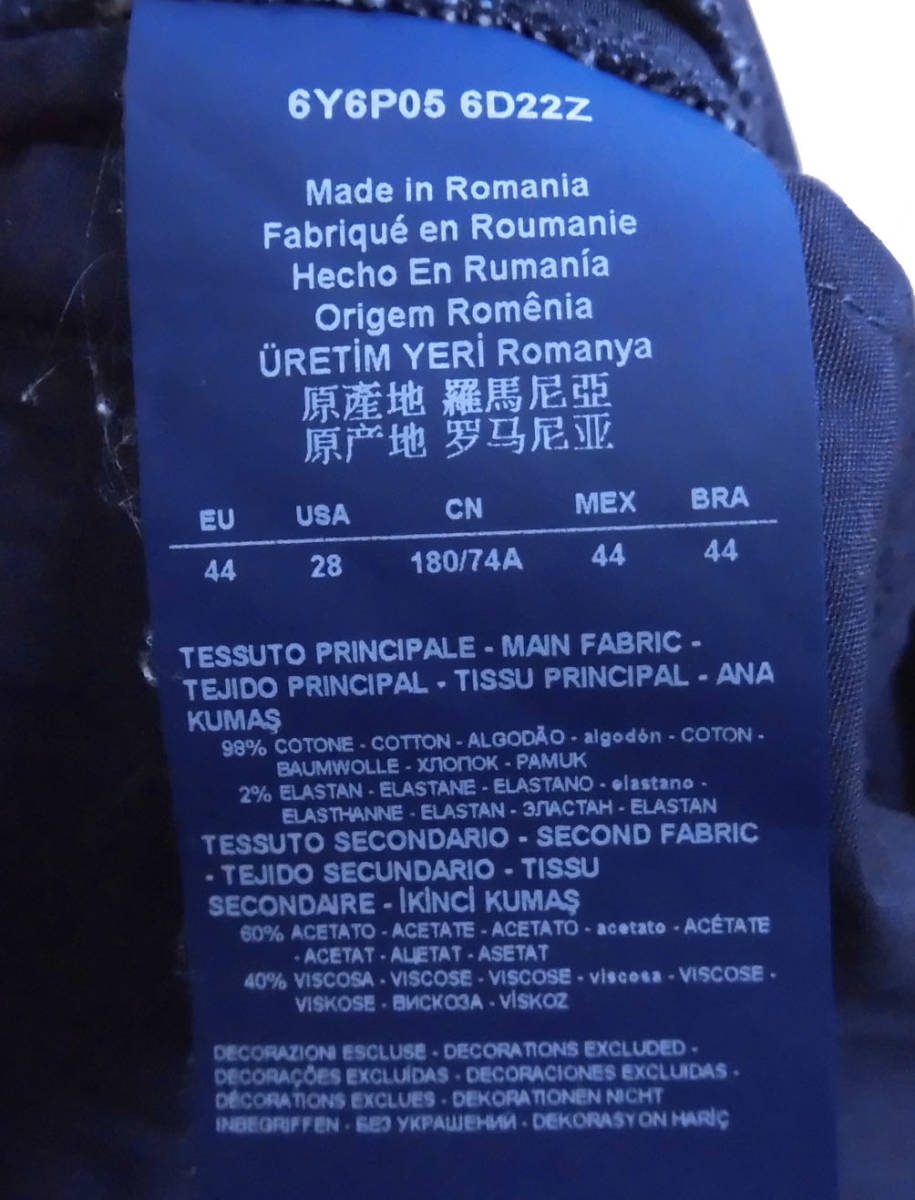 6Y6P05 6D22Z
Made in Romania
Fabriqué en Roumanie
Hecho En Rumanía
Origem Romênia
ÜRETİM YERİ Romanya
原產地 羅馬尼亞
原产地 罗马尼亚
EU USA CN MEX BRA
44 28 180/74A 44 44
TESSUTO PRINCIPALE - MAIN FABRIC -
TEJIDO PRINCIPAL - TISSU PRINCIPAL - ANA
KUMAŞ
98% COTONE - COTTON - ALGODÃO - algodón - COTON -
BAUMWOLLE - ХЛОПОК - PAMUK
2% ELASTAN - ELASTANE - ELASTANO - elastano -
ELASTHANNE - ELASTAN - ЭЛАСТАН - ELASTAN
TESSUTO SECONDARIO - SECOND FABRIC
- TEJIDO SECUNDARIO - TISSU
SECONDAIRE - İKİNCİ KUMAŞ
60% ACETATO - ACETATE - ACETATO - acetato - ACÉTATE
- ACETAT - АЦЕТАТ - ASETAT
40% VISCOSA - VISCOSE - VISCOSE - viscosa - VISCOSE -
VISKOSE - ВИСКОЗА - VİSKOZ
DECORAZIONI ESCLUSE - DECORATIONS EXCLUDED -
DECORAÇÕES EXCLUÍDAS - DECORACIONES EXCLUIDAS -
DÉCORATIONS EXCLUES - DEKORATIONEN NICHT
INBEGRIFFEN - БЕЗ УКРАШЕНИЙ - DEKORASYON HARİÇ